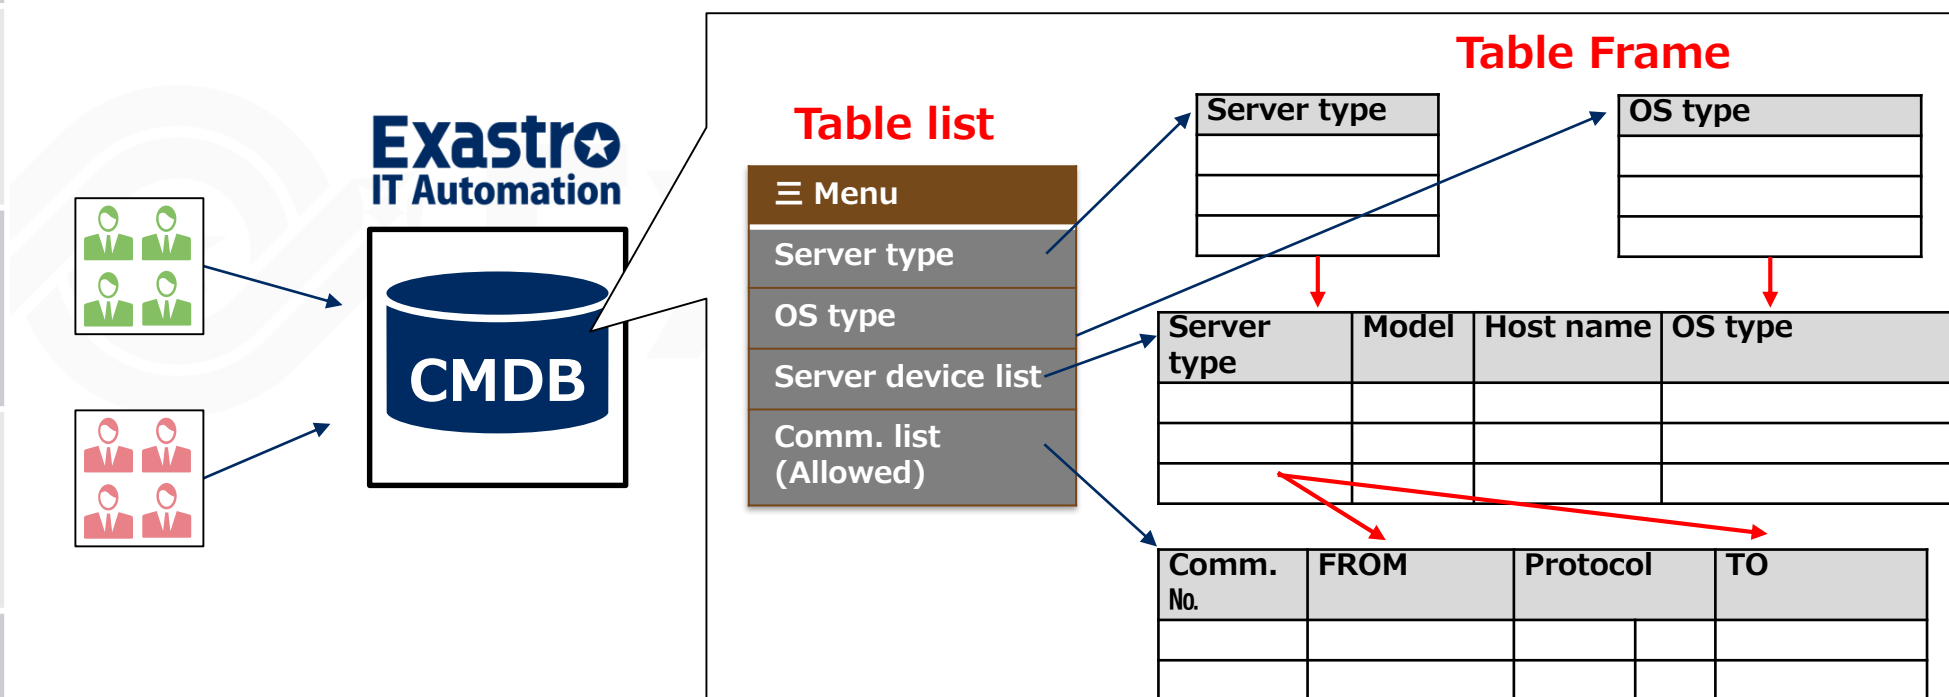 Exastro
IT Automation
CMDB
Table list
☰ Menu
Server type
OS type
Server device list
Comm. list
(Allowed)
Table Frame
Server type
OS type
Server
type
Model
Host name
OS type
Comm.
No.
FROM
Protocol
TO